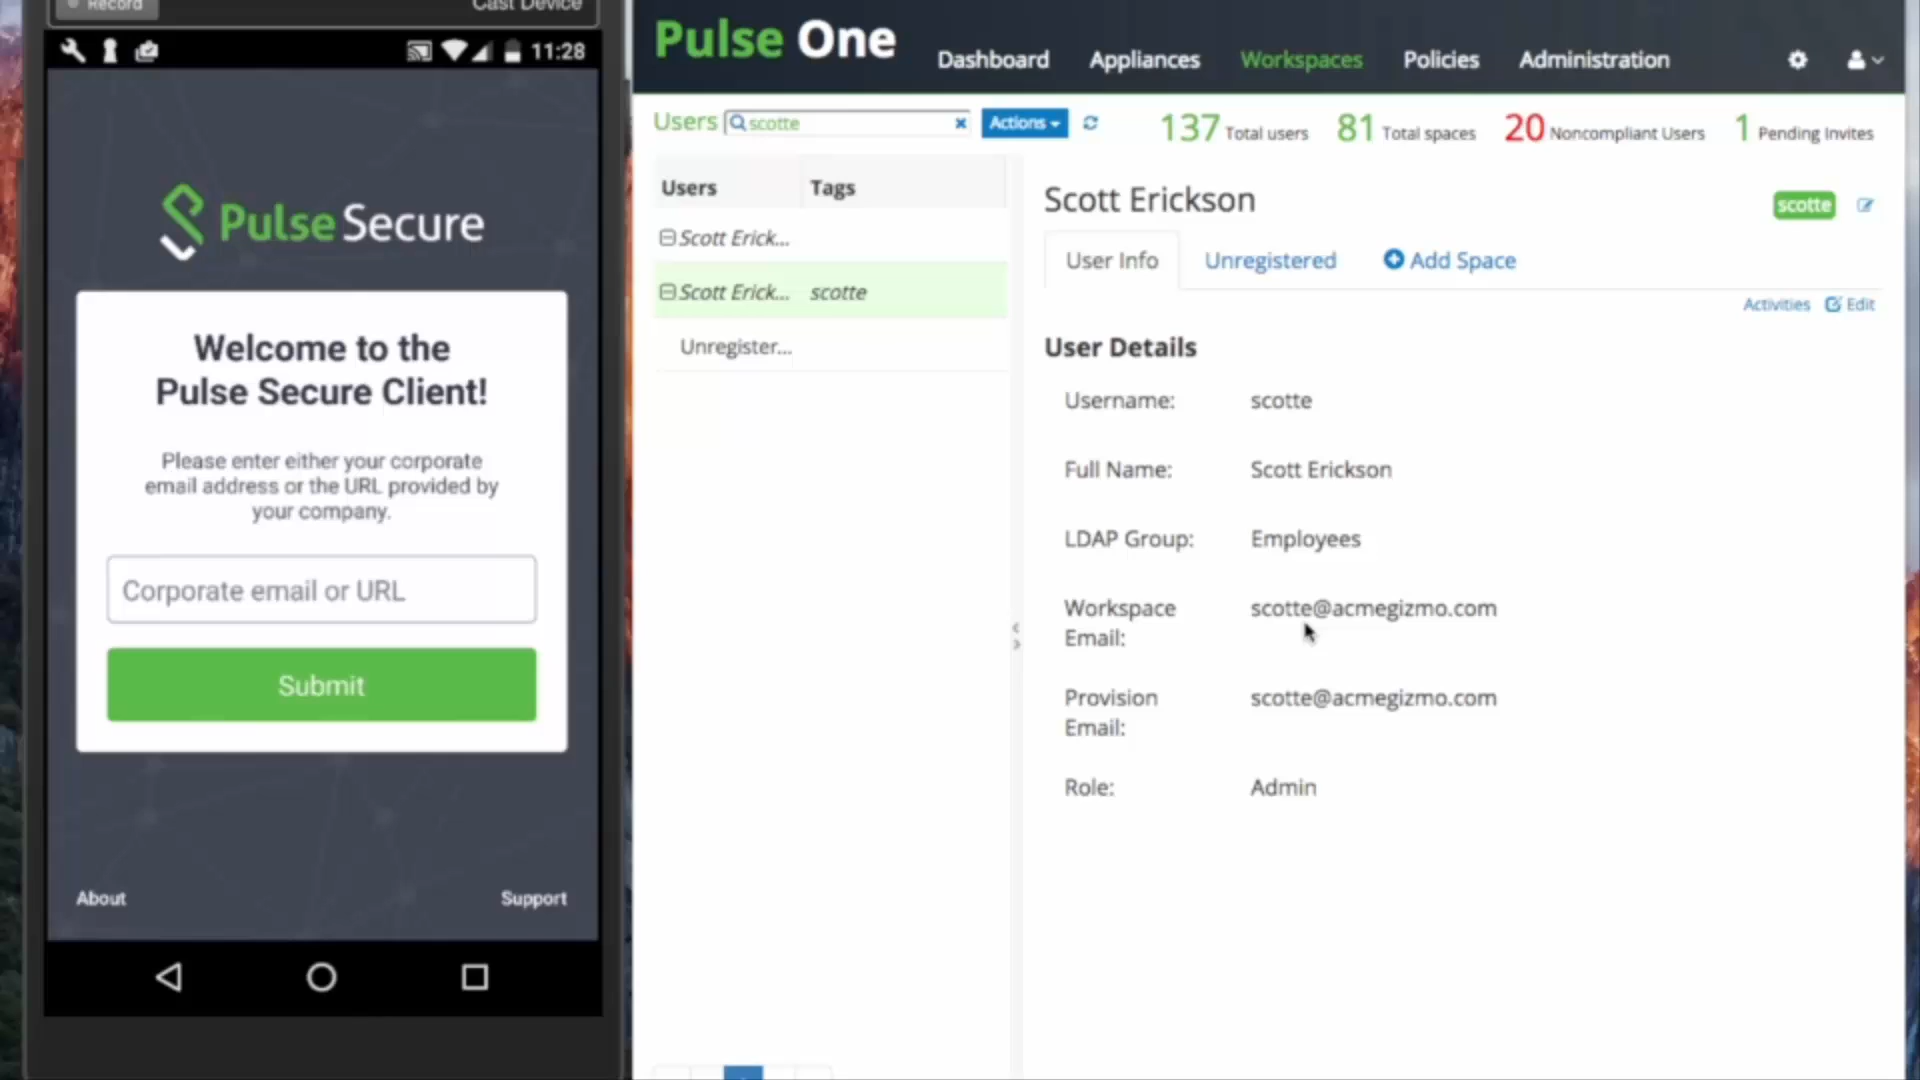 Record
Cast Device
11:28
Pulse Secure
Welcome to the
Pulse Secure Client!
Please enter either your corporate
email address or the URL provided by
your company.
Corporate email or URL
Submit
About
Support
Pulse One
Dashboard
Appliances
Workspaces
Policies
Administration
Users
scotte
Actions
137 Total users
81 Total spaces
20 Noncompliant Users
1 Pending Invites
Users
Tags
Scott Erick...
Scott Erick...
scotte
Unregister...
Scott Erickson
scotte
User Info
Unregistered
Add Space
Activities
Edit
User Details
Username:
scotte
Full Name:
Scott Erickson
LDAP Group:
Employees
Workspace
Email:
scotte@acmegizmo.com
Provision
Email:
scotte@acmegizmo.com
Role:
Admin